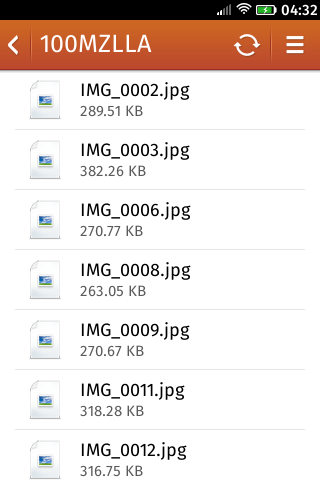 04:32
100MZLLA
IMG_0002.jpg
289.51 KB
IMG_0003.jpg
382.26 KB
IMG_0006.jpg
270.77 KB
IMG_0008.jpg
263.05 KB
IMG_0009.jpg
270.67 KB
IMG_0011.jpg
318.28 KB
IMG_0012.jpg
316.75 KB